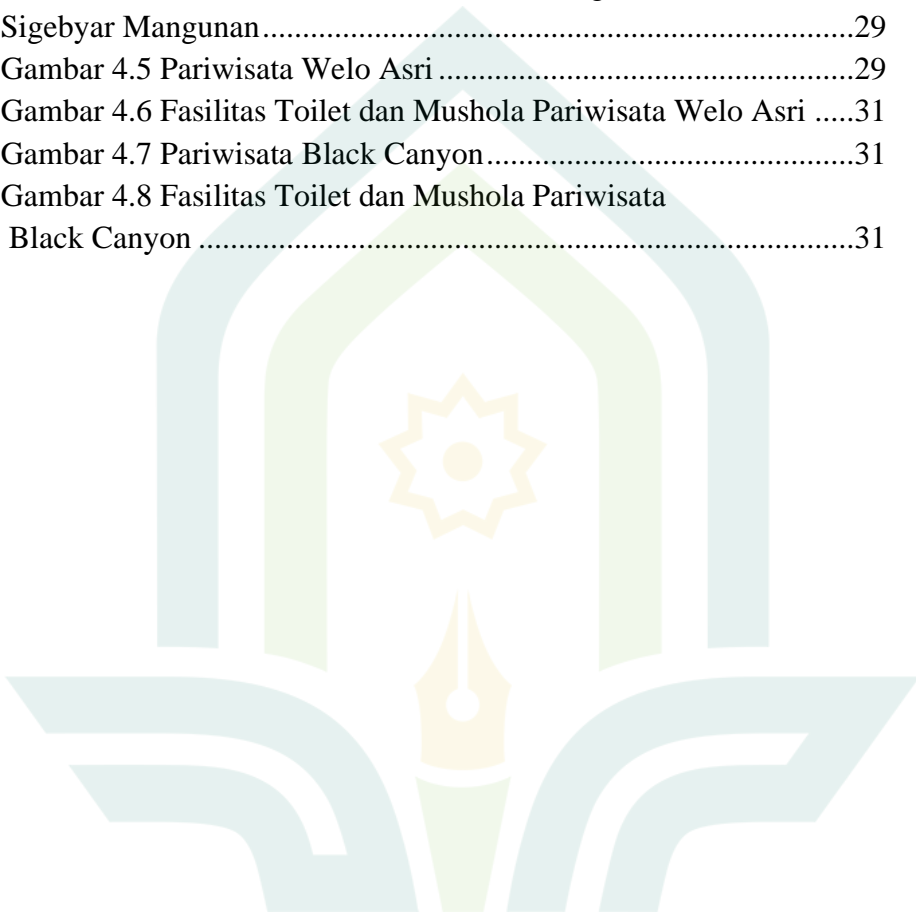 Sigebyar Mangunan............................................................................29
Gambar 4.5 Pariwisata Welo Asri.....................................................29
Gambar 4.6 Fasilitas Toilet dan Mushola Pariwisata Welo Asri .....31
Gambar 4.7 Pariwisata Black Canyon...............................................31
Gambar 4.8 Fasilitas Toilet dan Mushola Pariwisata
Black Canyon ....................................................................................31